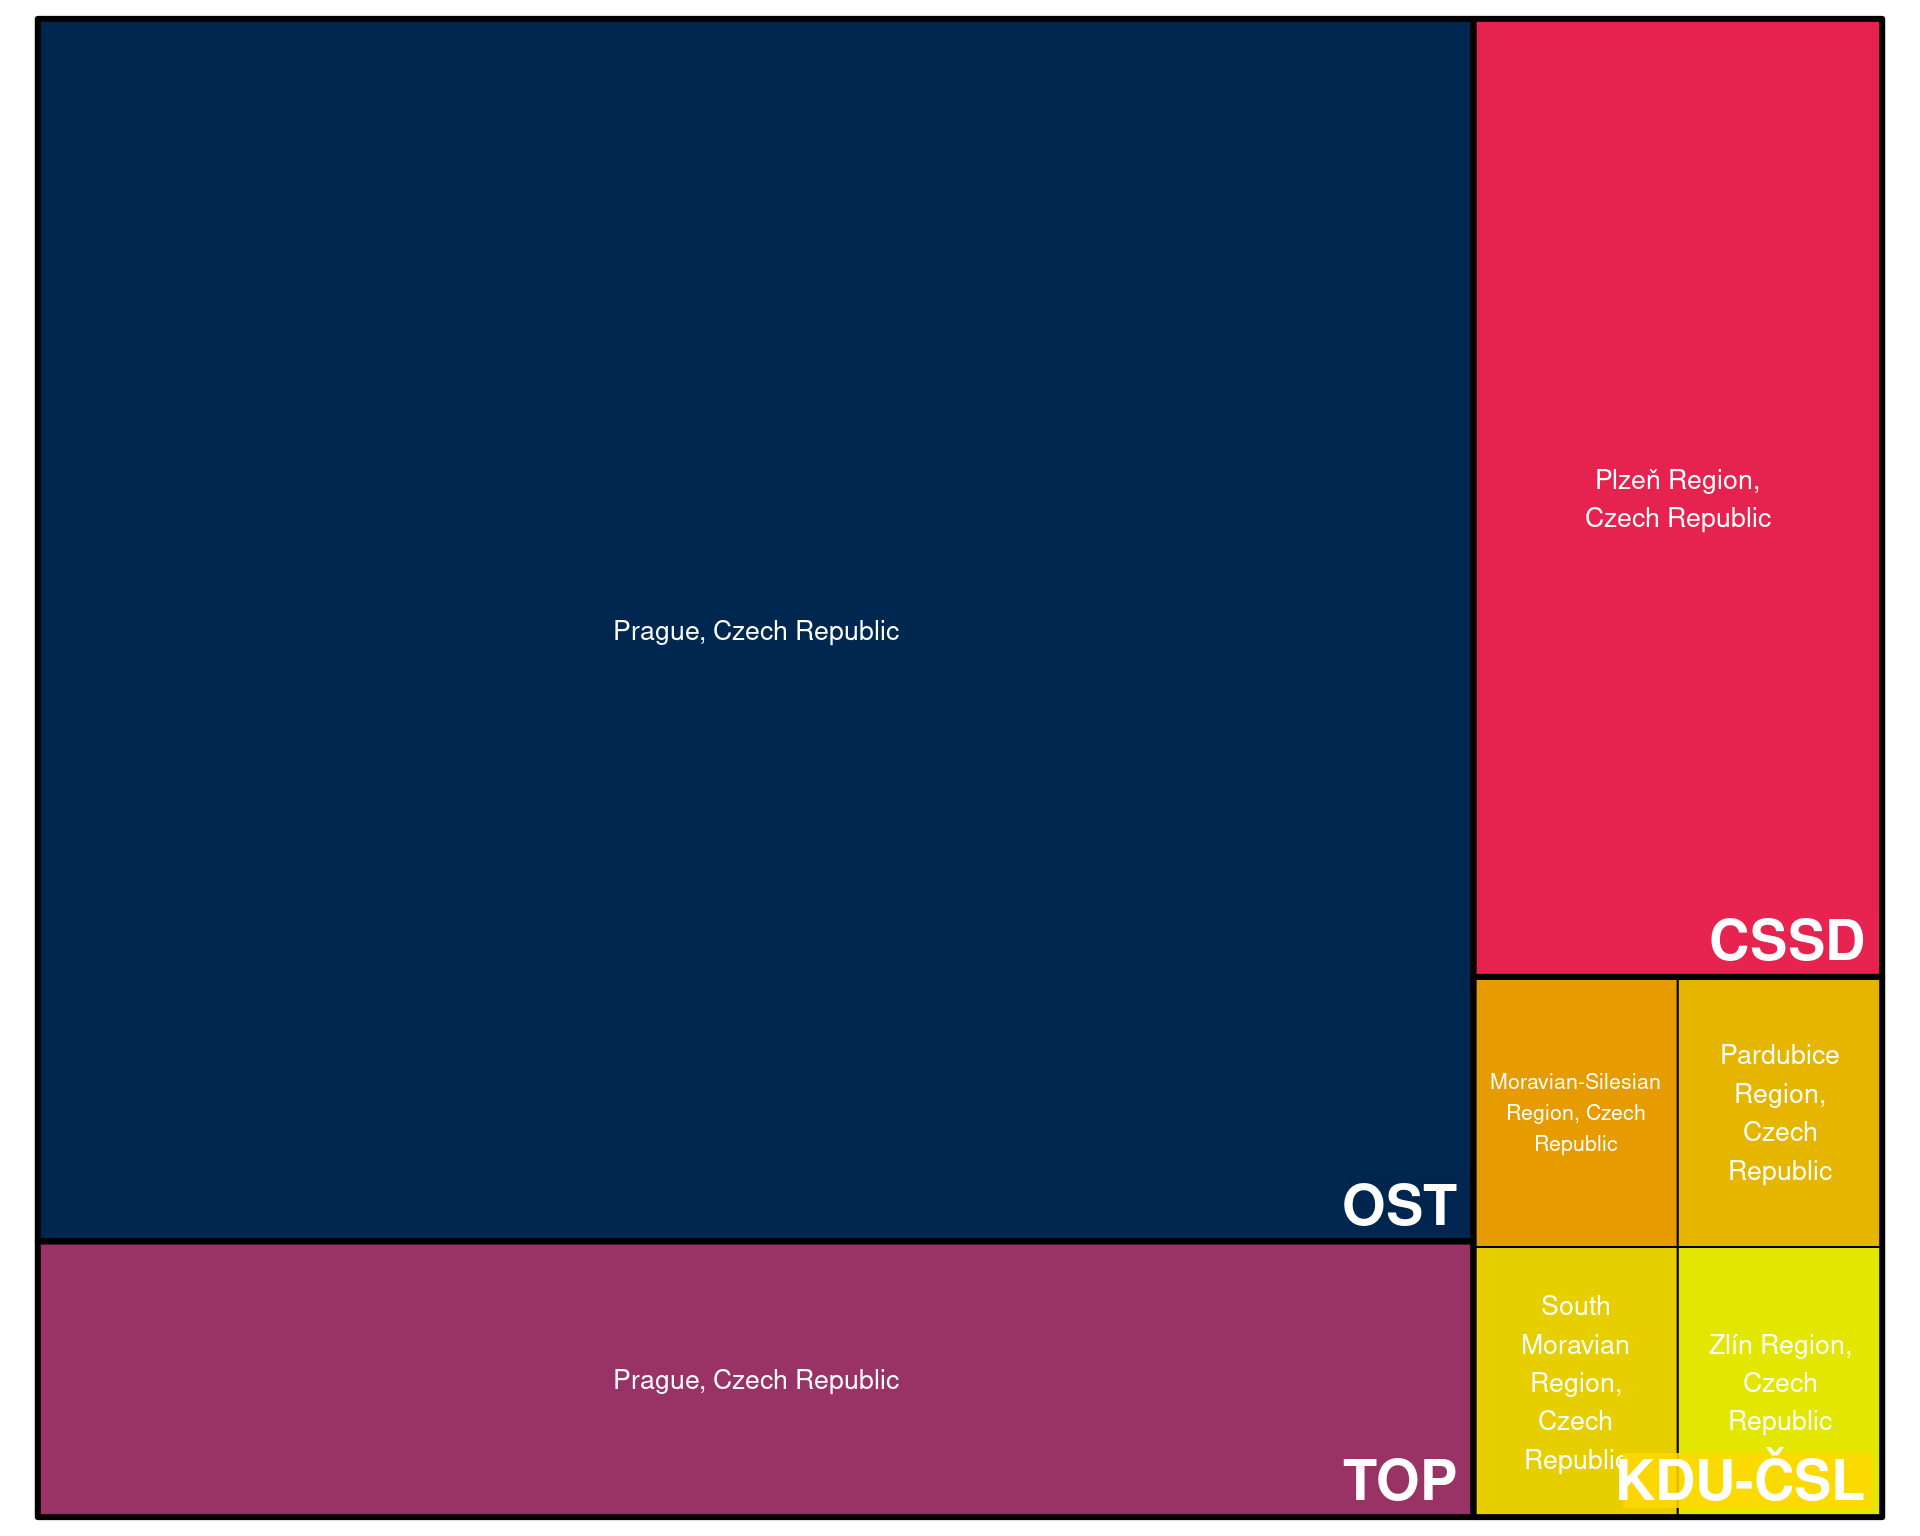 Prague, Czech Republic
OST
Prague, Czech Republic
TOP
Plzeň Region,
Czech Republic
CSSD
Moravian-Silesian
Region, Czech
Republic
Pardubice
Region,
Czech
Republic
South
Moravian
Region,
Czech
Republic
Zlín Region,
Czech
Republic
KDU-ČSL